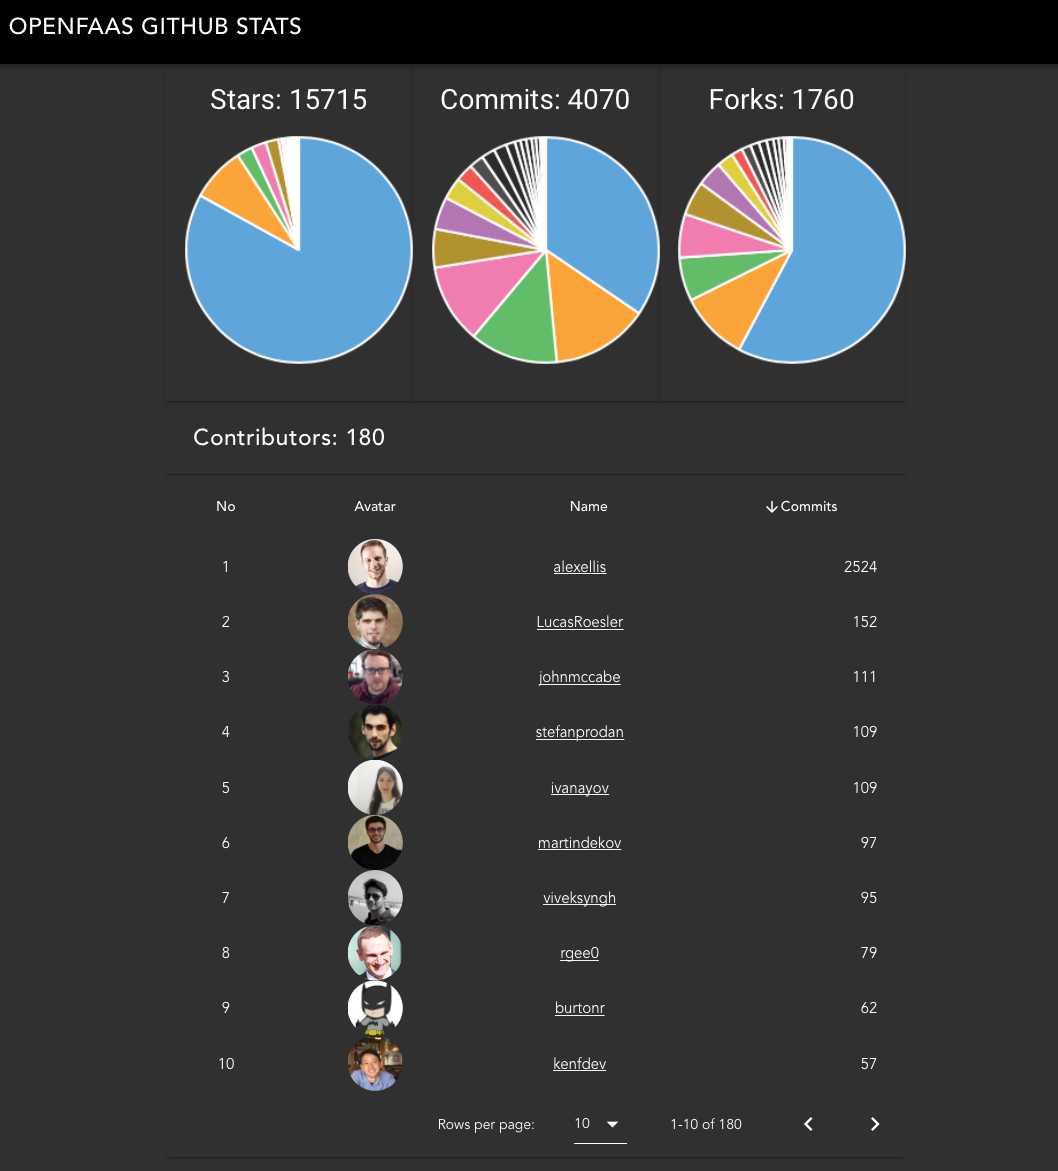 OPENFAAS GITHUB STATS
Stars: 15715 Commits: 4070 Forks: 1760
Contributors: 180
No Avatar Name Commits
1 alexellis 2524
2 LucasRoesler 152
3 johnmccabe 111
4 stefanprodan 109
5 ivanayov 109
6 martindekov 97
7 viveksyngh 95
8 rgee0 79
9 burtonr 62
10 kenfdev 57
Rows per page: 10 1-10 of 180